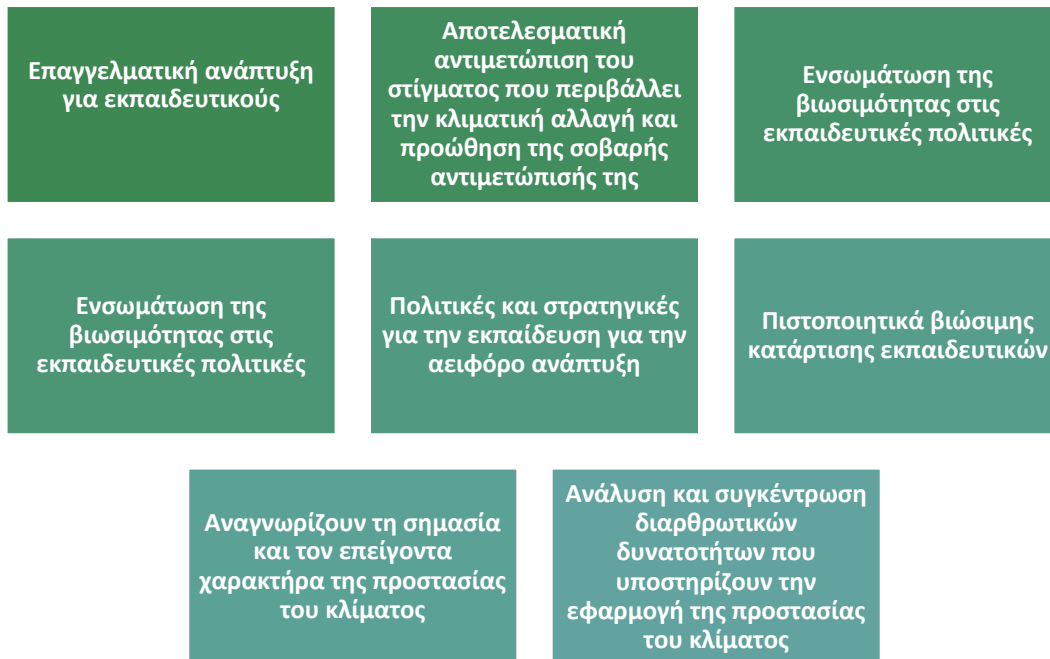 Επαγγελματική ανάπτυξη
για εκπαιδευτικούς
Αποτελεσματική
αντιμετώπιση του
στίγματος που περιβάλλει
την κλιματική αλλαγή και
προώθηση της σοβαρής
αντιμετώπισής της
Ενσωμάτωση της
βιωσιμότητας στις
εκπαιδευτικές πολιτικές
Ενσωμάτωση της
βιωσιμότητας στις
εκπαιδευτικές πολιτικές
Πολιτικές και στρατηγικές
για την εκπαίδευση για την
αειφόρο ανάπτυξη
Πιστοποιητικά βιώσιμης
κατάρτισης εκπαιδευτικών
Αναγνωρίζουν τη σημασία
και τον επείγοντα
χαρακτήρα της προστασίας
του κλίματος
Ανάλυση και συγκέντρωση
διαρθρωτικών
δυνατοτήτων που
υποστηρίζουν την
εφαρμογή της προστασίας
του κλίματος